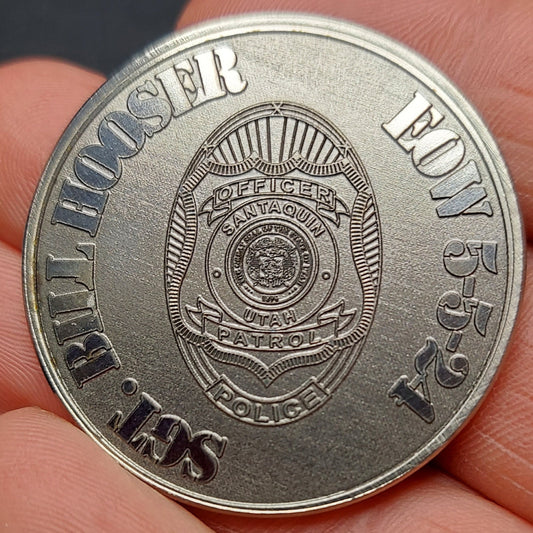 SGT. BILL HOOSER
EOW 5-5-24
OFFICER
SANTAQUIN
UTAH
PATROL
POLICE